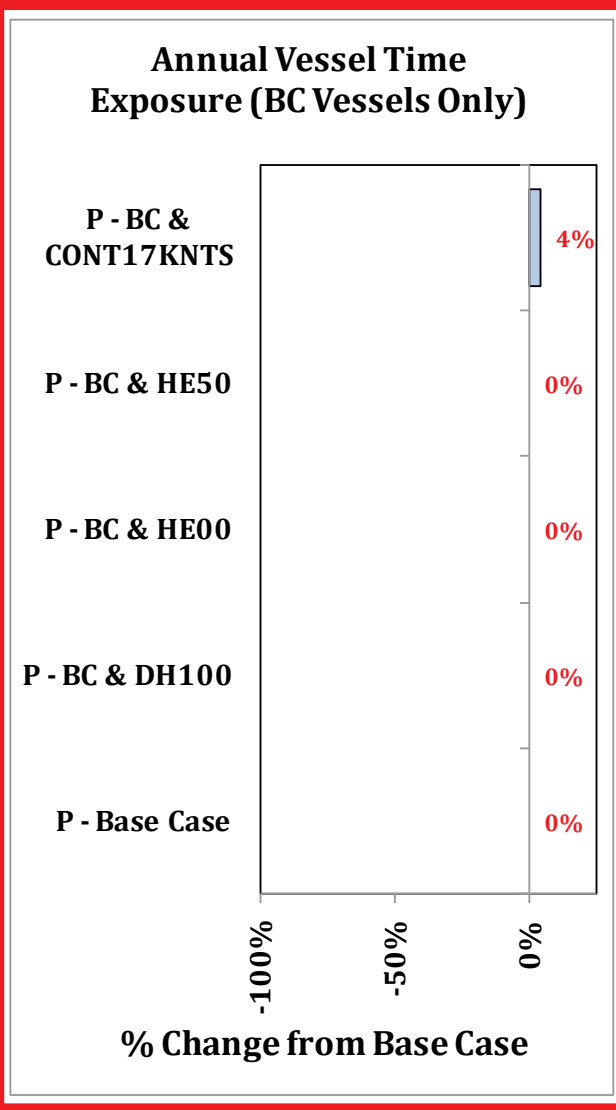 Annual Vessel Time
Exposure (BC Vessels Only)
P - BC &
CONT17KNTS
4%
P - BC & HE50
0%
P - BC & HE00
0%
P - BC & DH100
0%
P - Base Case
0%
-100%
-50%
0%
% Change from Base Case